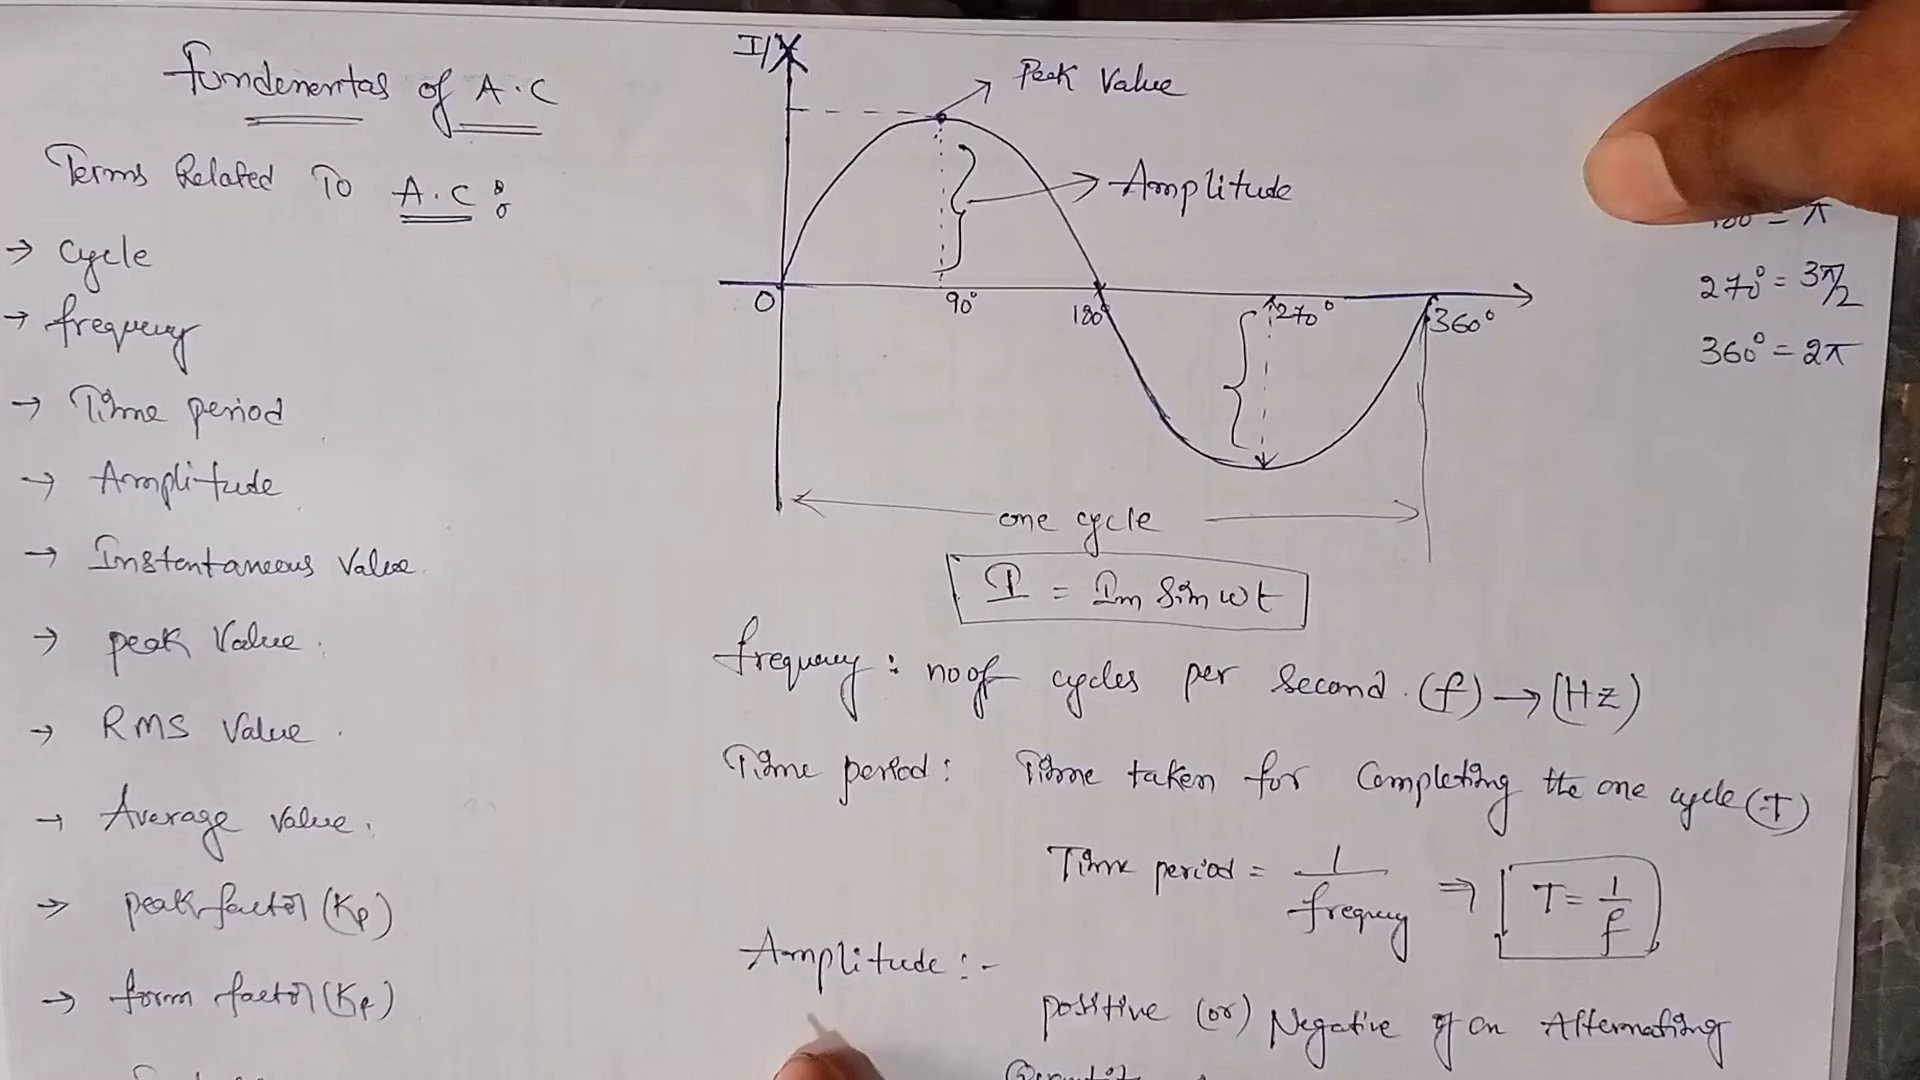 Fundementas of A.C
Terms Related To A.C:
→ Cycle
→ frequency
→ Time period
→ Amplitude
→ Instentaneous Value
→ peak Value.
→ RMS Value.
→ Average Value.
→ peak factor (Kp)
→ form factor (Kf)
I/
Peak Value
Amplitude
0
90°
180°
270°
360°
one cycle
I = Im Sin ωt
= π
270° = 3π/2
360° = 2π
frequency : no of cycles per second. (f) → (Hz)
Time period : Time taken for Completing the one cycle (T)
Time period = 1/frequency ⇒ T = 1/f
Amplitude :-
positive (or) Negative of an Alternating